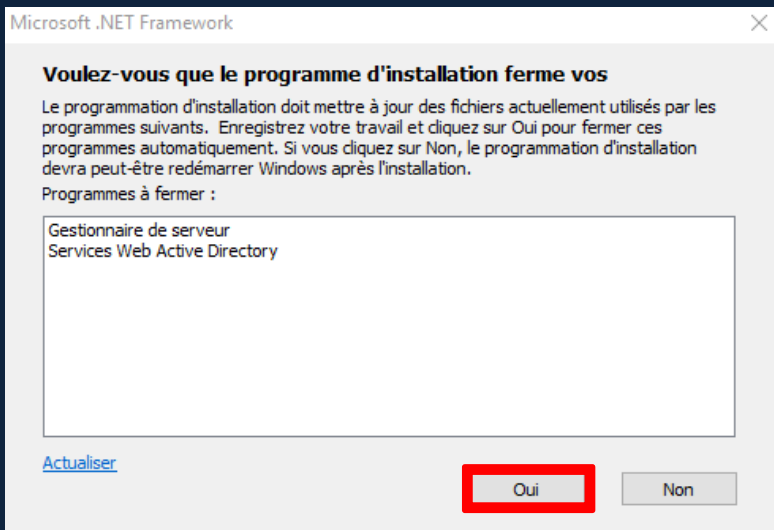 Microsoft .NET Framework
Voulez-vous que le programme d'installation ferme vos
Le programmation d'installation doit mettre à jour des fichiers actuellement utilisés par les
programmes suivants. Enregistrez votre travail et cliquez sur Oui pour fermer ces
programmes automatiquement. Si vous cliquez sur Non, le programmation d'installation
devra peut-être redémarrer Windows après l'installation.
Programmes à fermer :
Gestionnaire de serveur
Services Web Active Directory
Actualiser
Oui
Non